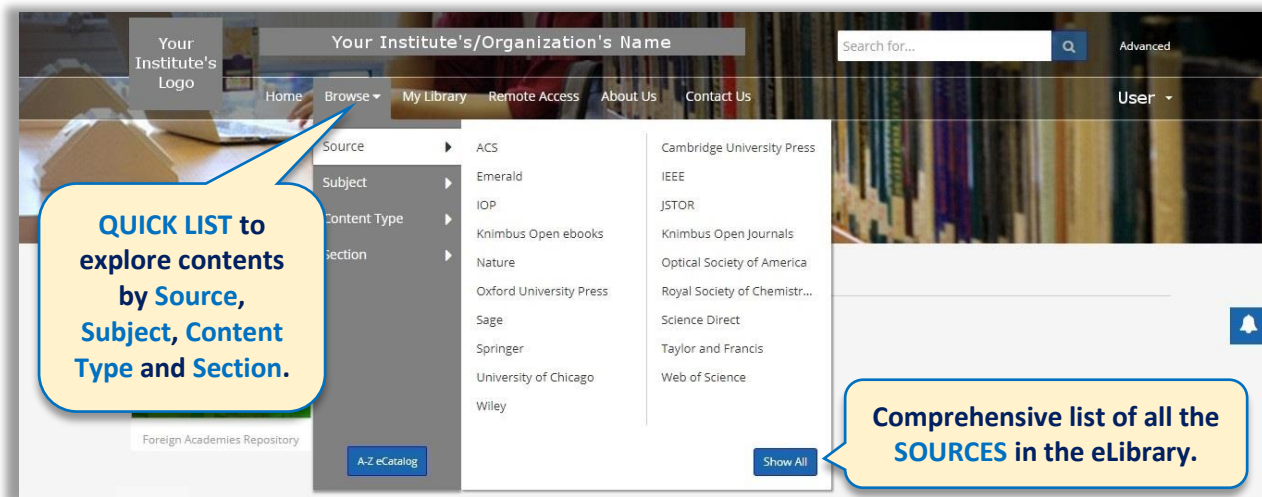 Your
Institute's
Logo
Your Institute's/Organization's Name
Search for...
Advanced
Home Browse My Library Remote Access About Us Contact Us
User
Source
Subject
Content Type
Section
ACS Cambridge University Press
Emerald IEEE
IOP JSTOR
Knimbus Open ebooks Knimbus Open Journals
Nature Optical Society of America
Oxford University Press Royal Society of Chemistr...
Sage Science Direct
Springer Taylor and Francis
University of Chicago Web of Science
Wiley
QUICK LIST to
explore contents
by Source,
Subject, Content
Type and Section.
Foreign Academies Repository
A-Z eCatalog
Show All
Comprehensive list of all the
SOURCES in the eLibrary.